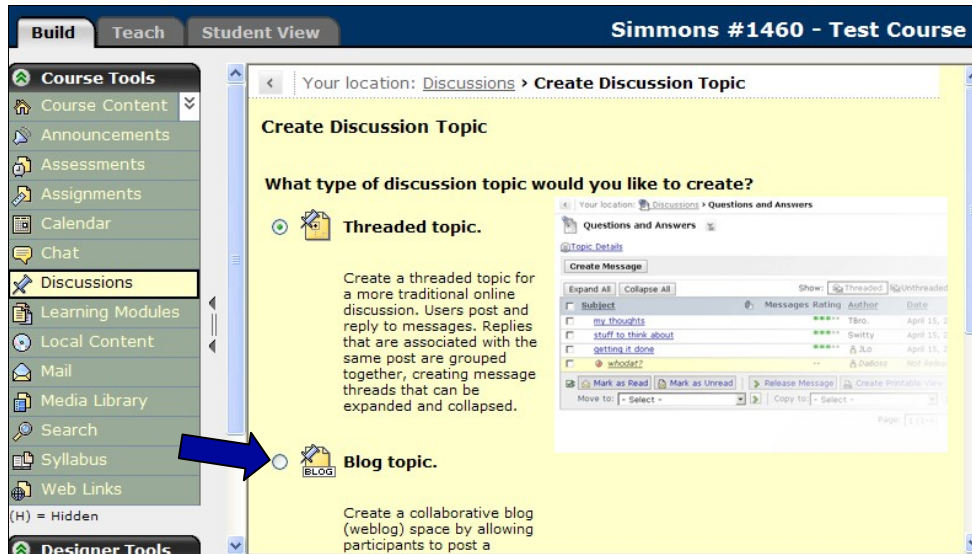 Build Teach Student View Simmons #1460 - Test Course
Course Tools
Course Content
Announcements
Assessments
Assignments
Calendar
Chat
Discussions
Learning Modules
Local Content
Mail
Media Library
Search
Syllabus
Web Links
(H) = Hidden
Designer Tools
Your location: Discussions › Create Discussion Topic
Create Discussion Topic
What type of discussion topic would you like to create?
Threaded topic.
Create a threaded topic for
a more traditional online
discussion. Users post and
reply to messages. Replies
that are associated with the
same post are grouped
together, creating message
threads that can be
expanded and collapsed.
Your location: Discussions › Questions and Answers
Questions and Answers
Topic Details
Create Message
Expand All Collapse All Show: Threaded Unthreaded
Subject Messages Rating Author Date
my thoughts TBro. April 15, 2
stuff to think about Switty April 15, 2
getting it done JLo April 15, 2
whodat? -- DaBoss Not Releas
Mark as Read Mark as Unread Release Message Create Printable View
Move to: - Select - Copy to: - Select -
Page:
BLOG
Blog topic.
Create a collaborative blog
(weblog) space by allowing
participants to post a